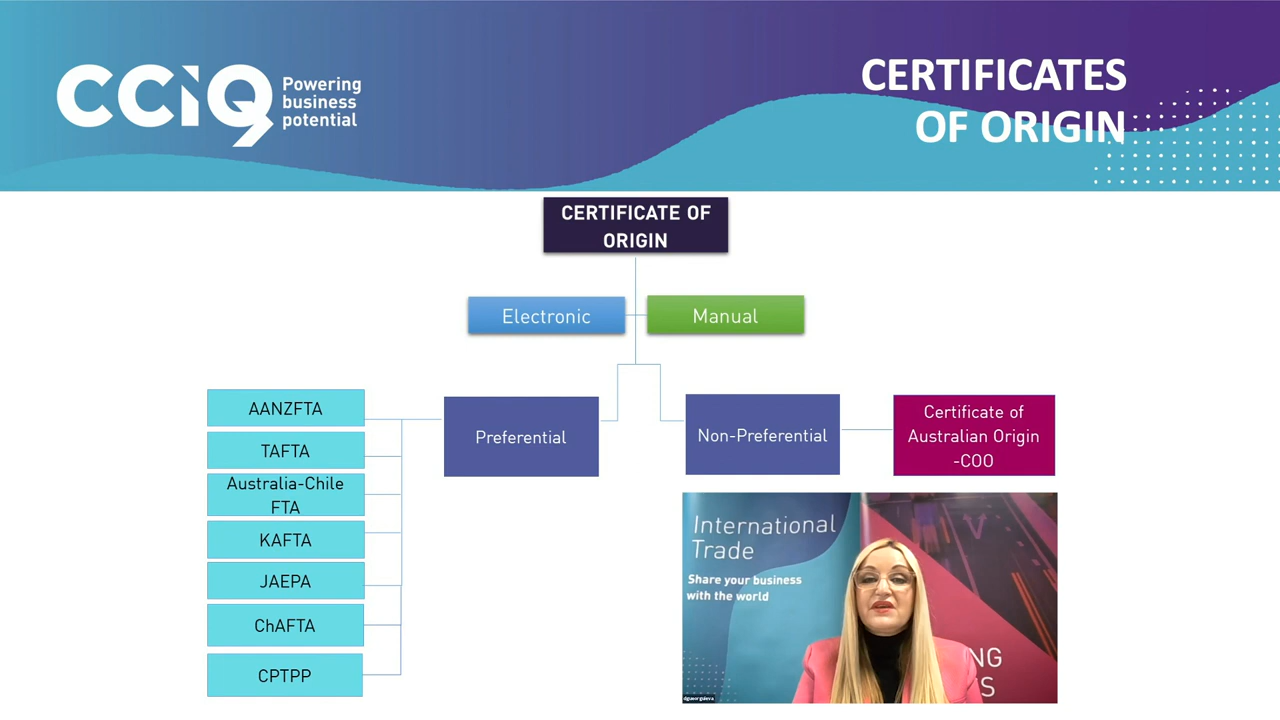 CCiQ
Powering
business
potential
CERTIFICATES
OF ORIGIN
CERTIFICATE OF
ORIGIN
Electronic
Manual
AANZFTA
TAFTA
Australia-Chile
FTA
KAFTA
JAEPA
ChAFTA
CPTPP
Preferential
Non-Preferential
Certificate of
Australian Origin
-COO
International
Trade
Share your business
with the world
NG
S